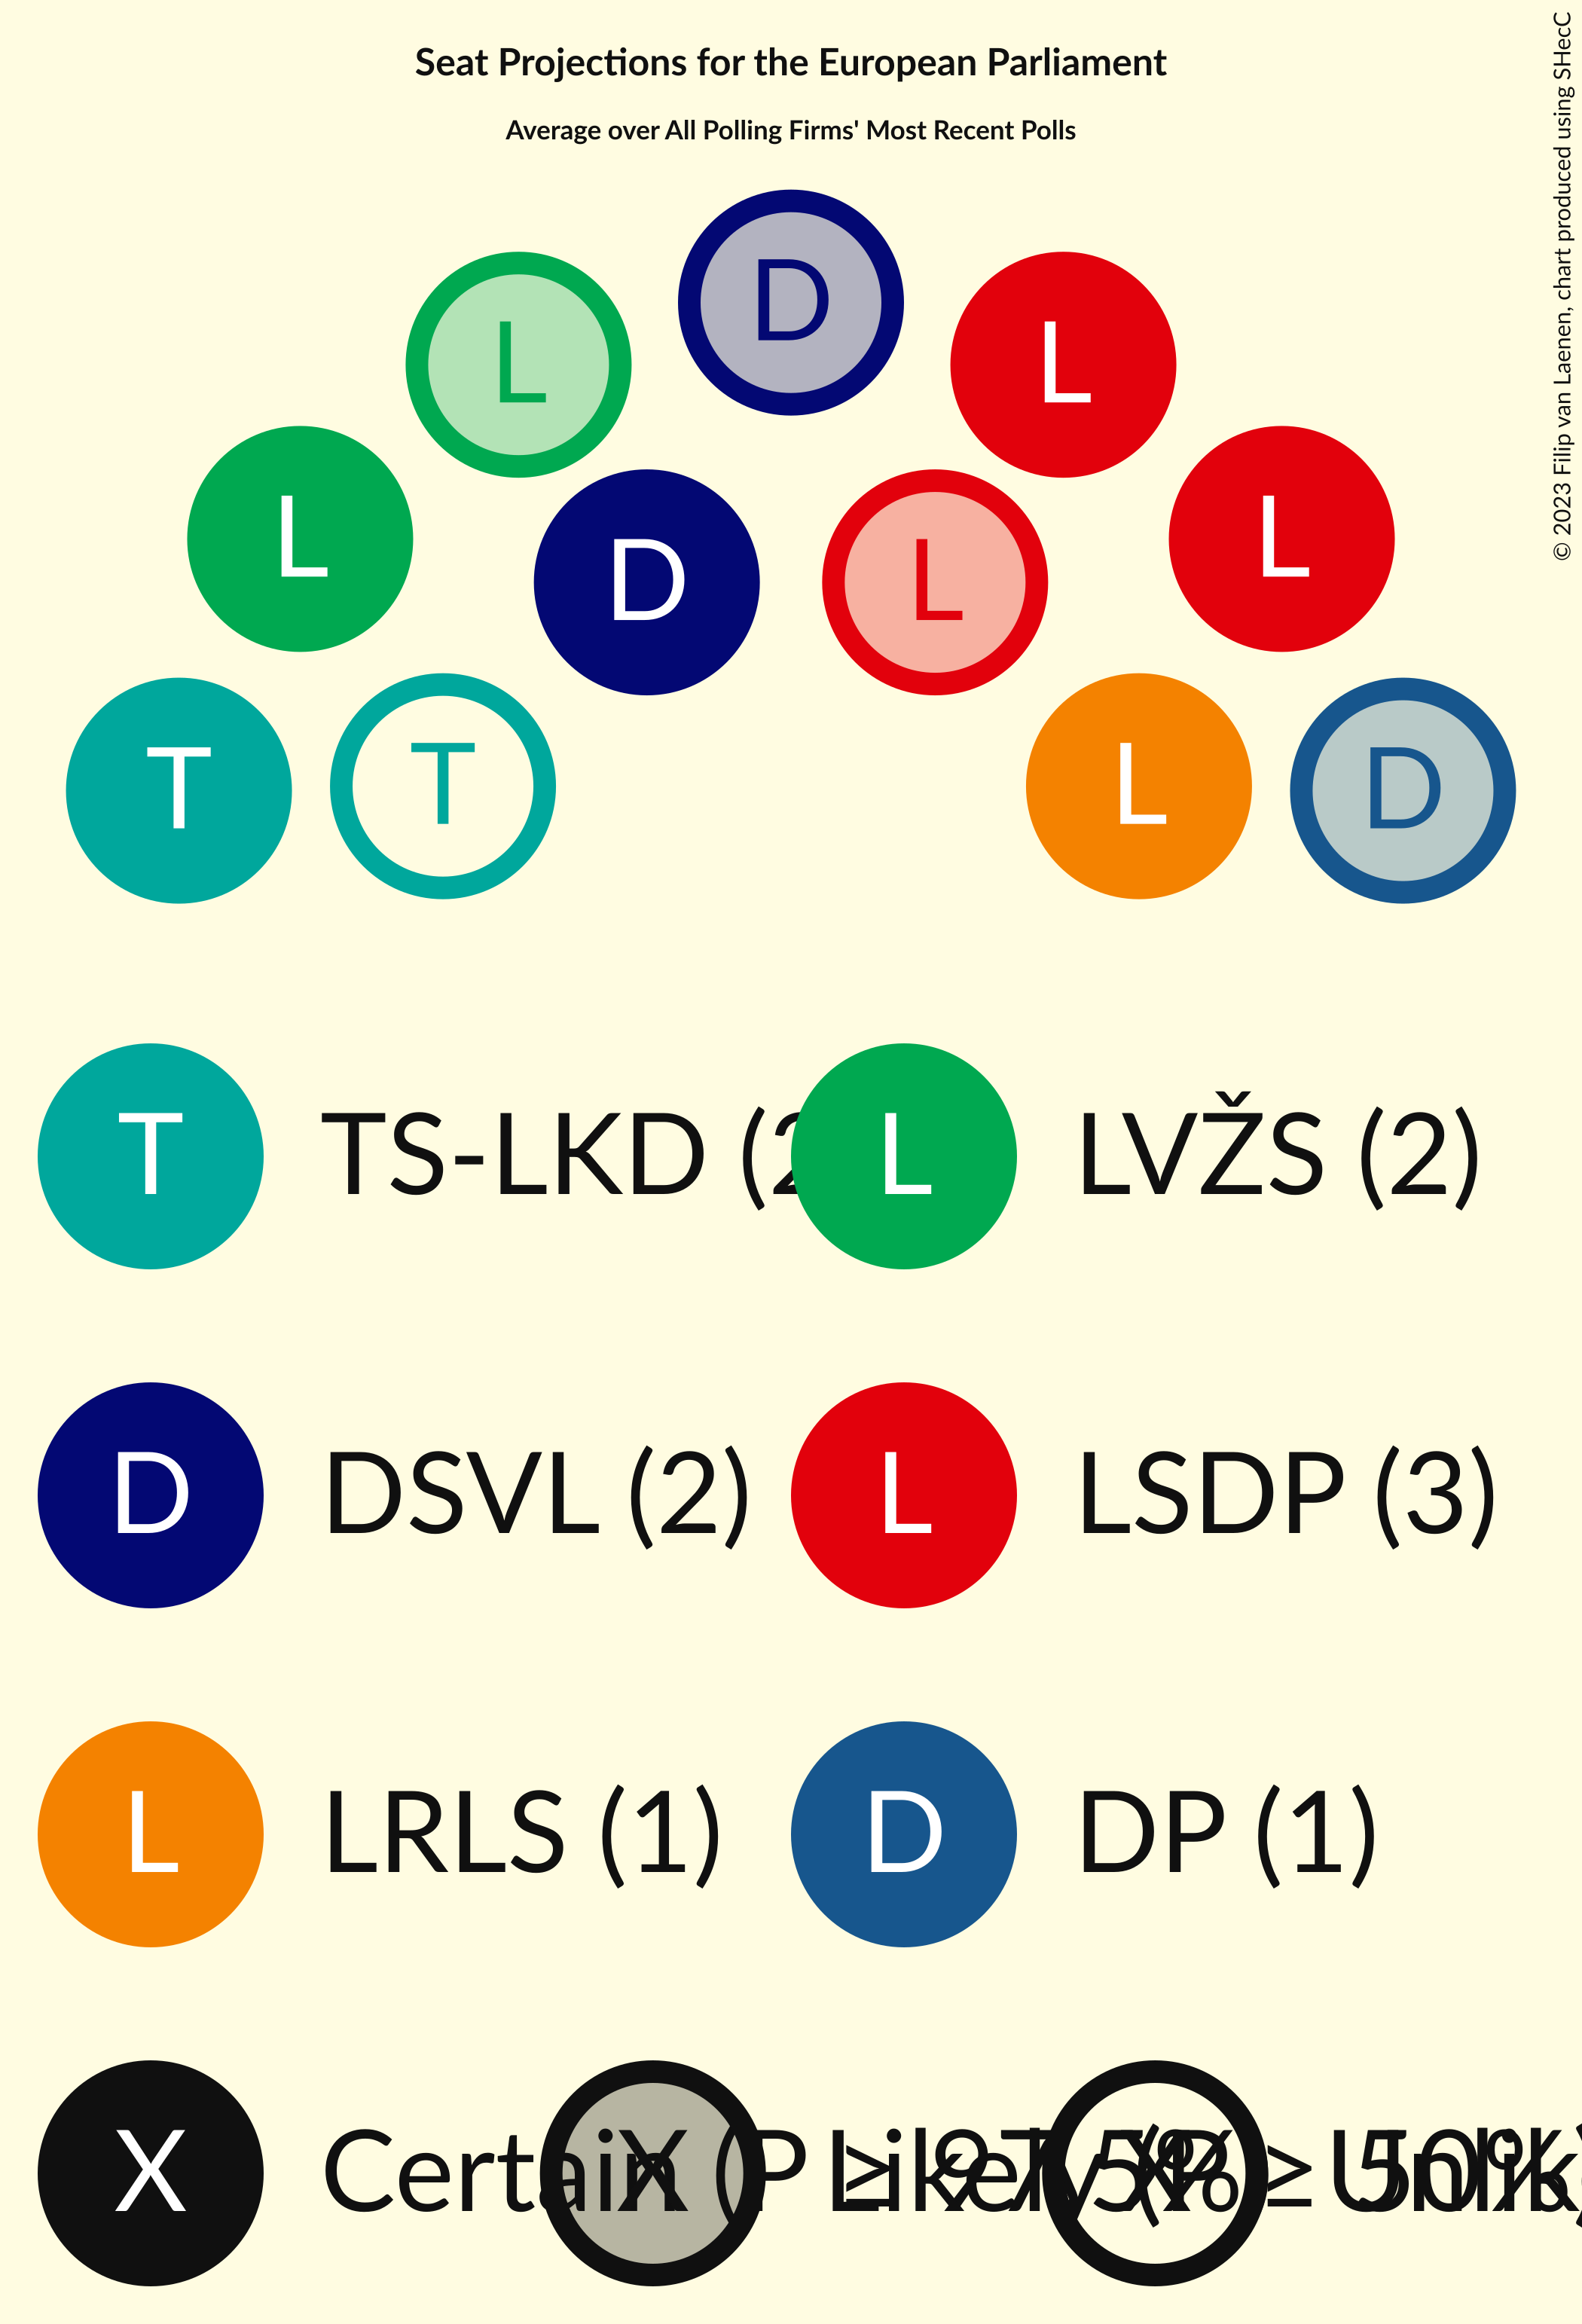 Seat Projections for the European Parliament
Average over All Polling Firms' Most Recent Polls
© 2023 Filip van Laenen, chart produced using SHecC
D
L L
L L
D L
T T L D
T TS-LKD (2 L LVŽS (2)
D DSVL (2) L LSDP (3)
L LRLS (1) D DP (1)
X Certain (P ≥ X Likely X